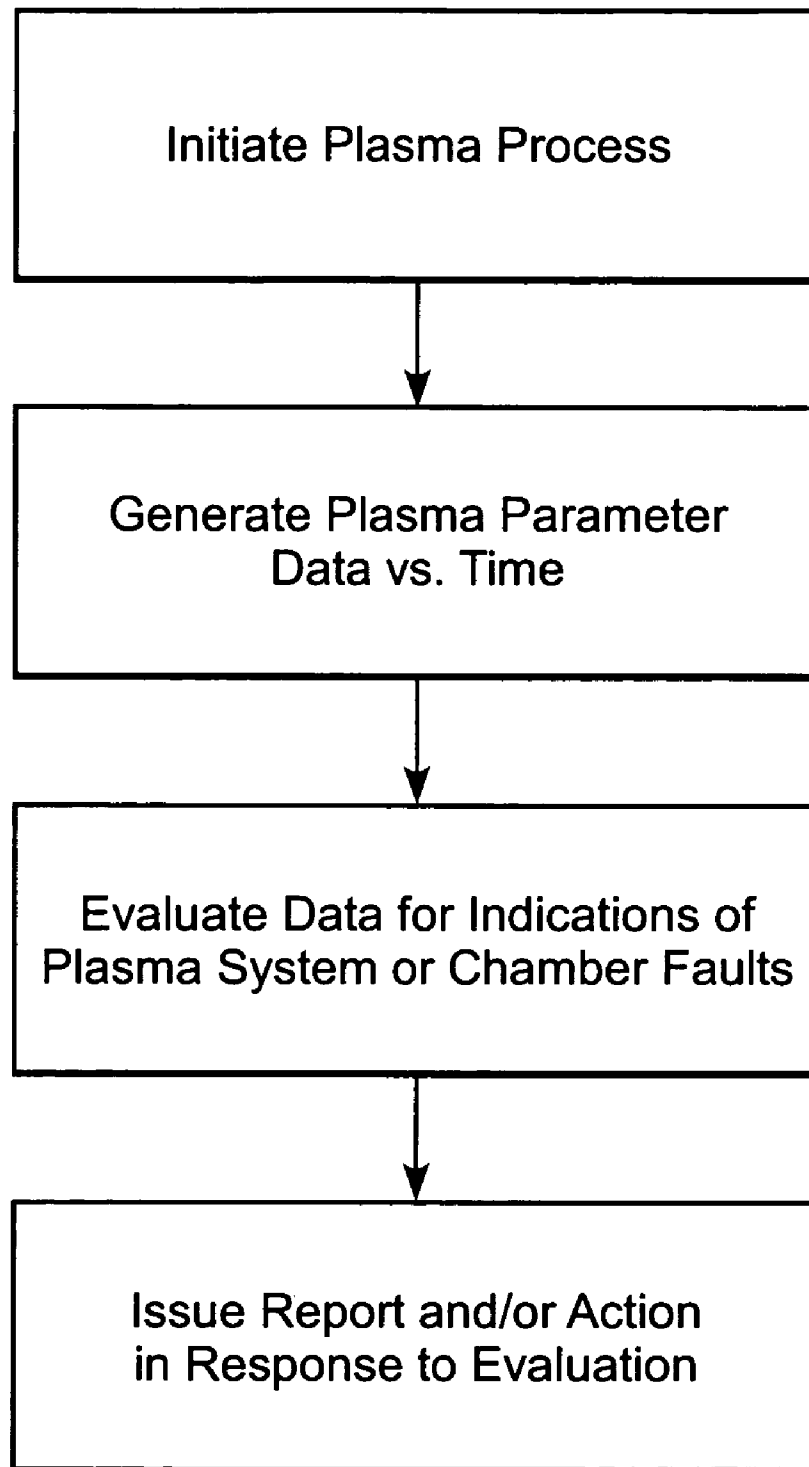 Initiate Plasma Process
Generate Plasma Parameter
Data vs. Time
Evaluate Data for Indications of
Plasma System or Chamber Faults
Issue Report and/or Action
in Response to Evaluation